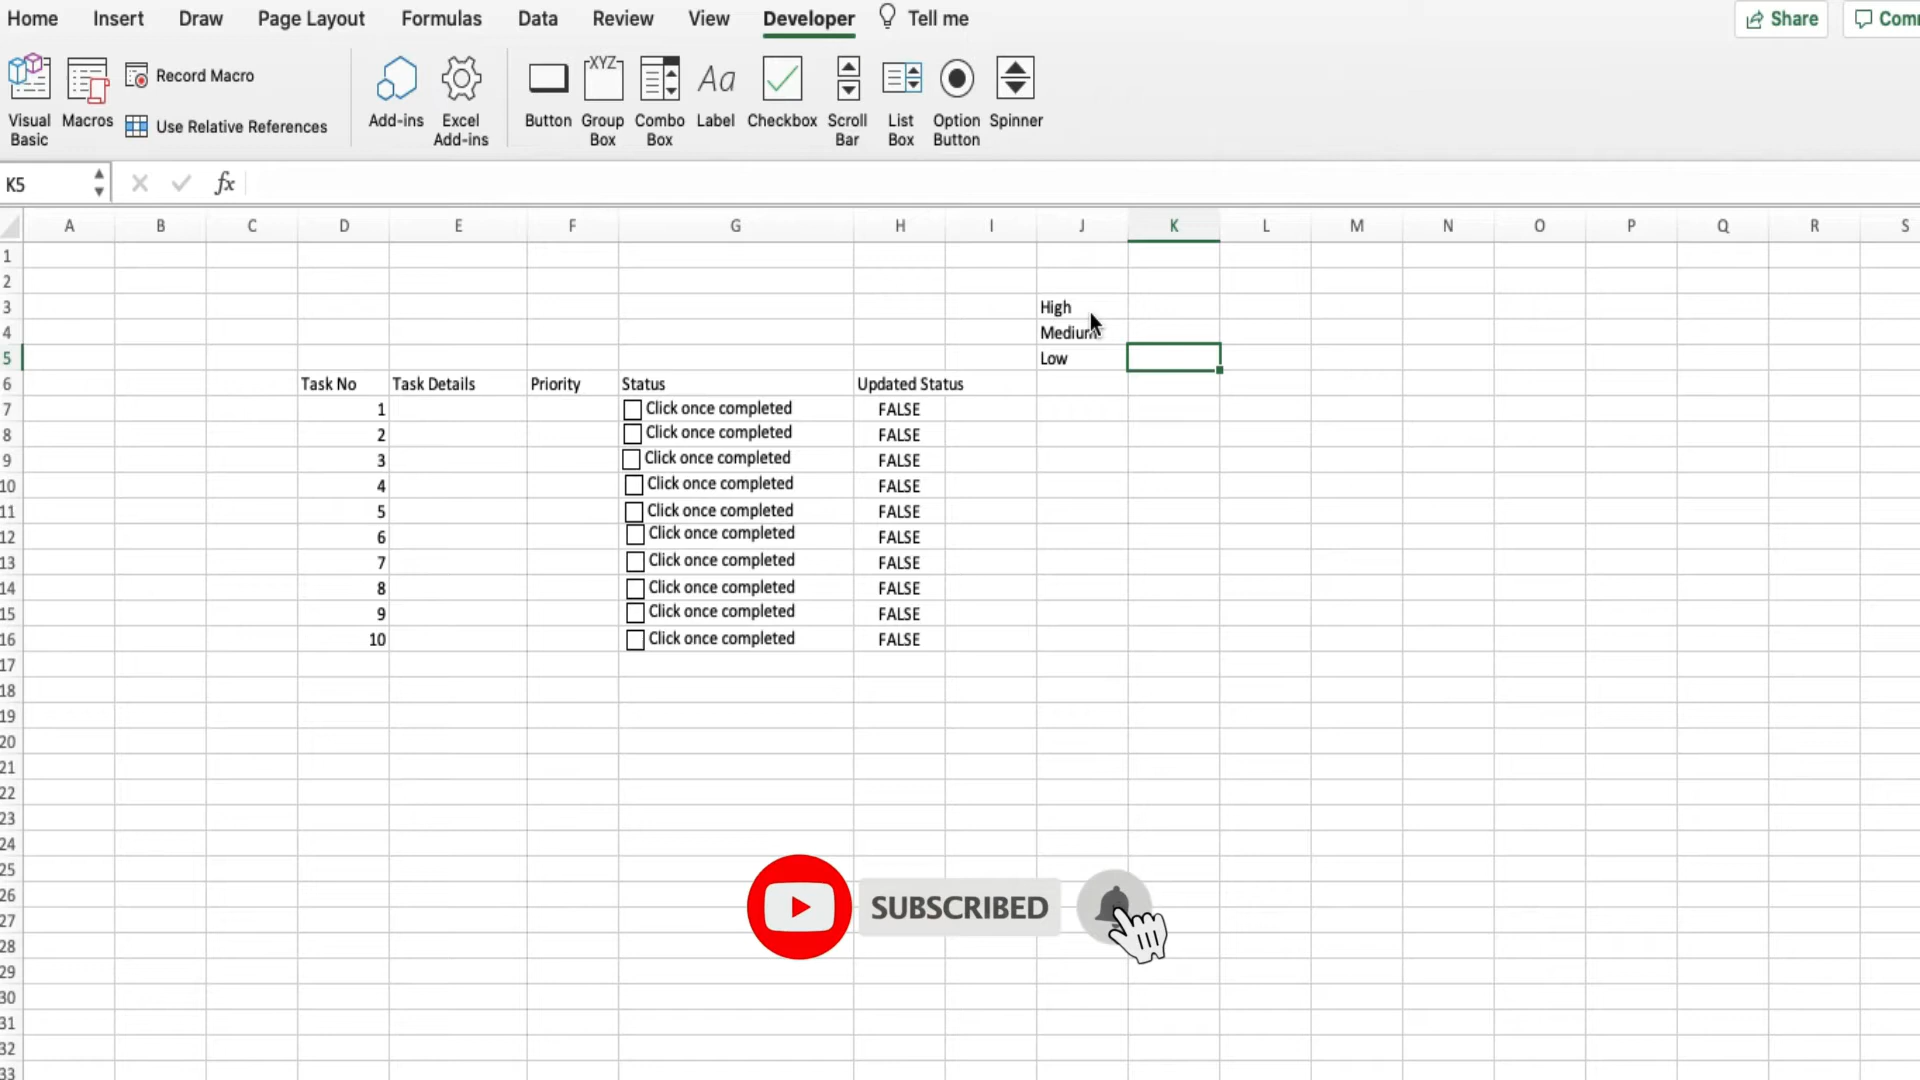 Home Insert Draw Page Layout Formulas Data Review View Developer Tell me Share
Visual Basic
Macros
Record Macro
Use Relative References
Add-ins
Excel Add-ins
Button
XYZ
Group Box
Combo Box
Aa
Label
Checkbox
Scroll Bar
List Box
Option Button
Spinner
K5 fx
A B C D E F G H I J K L M N O P Q R S
1
2
3 High
4 Medium
5 Low
6 Task No Task Details Priority Status Updated Status
7 1 Click once completed FALSE
8 2 Click once completed FALSE
9 3 Click once completed FALSE
10 4 Click once completed FALSE
11 5 Click once completed FALSE
12 6 Click once completed FALSE
13 7 Click once completed FALSE
14 8 Click once completed FALSE
15 9 Click once completed FALSE
16 10 Click once completed FALSE
17
18
19
20
21
22
23
24
25
26
27
28
29
30
31
32
33
SUBSCRIBED